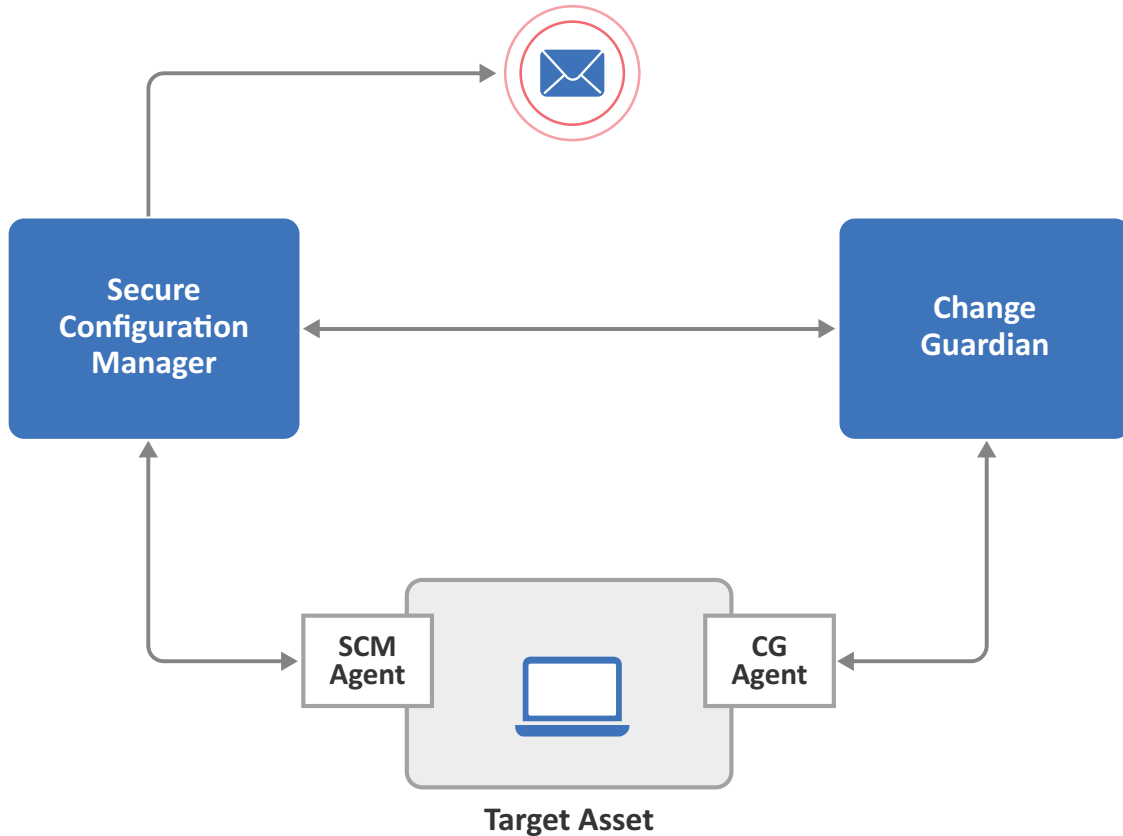 Secure
Configuration
Manager
Change
Guardian
SCM
Agent
CG
Agent
Target Asset